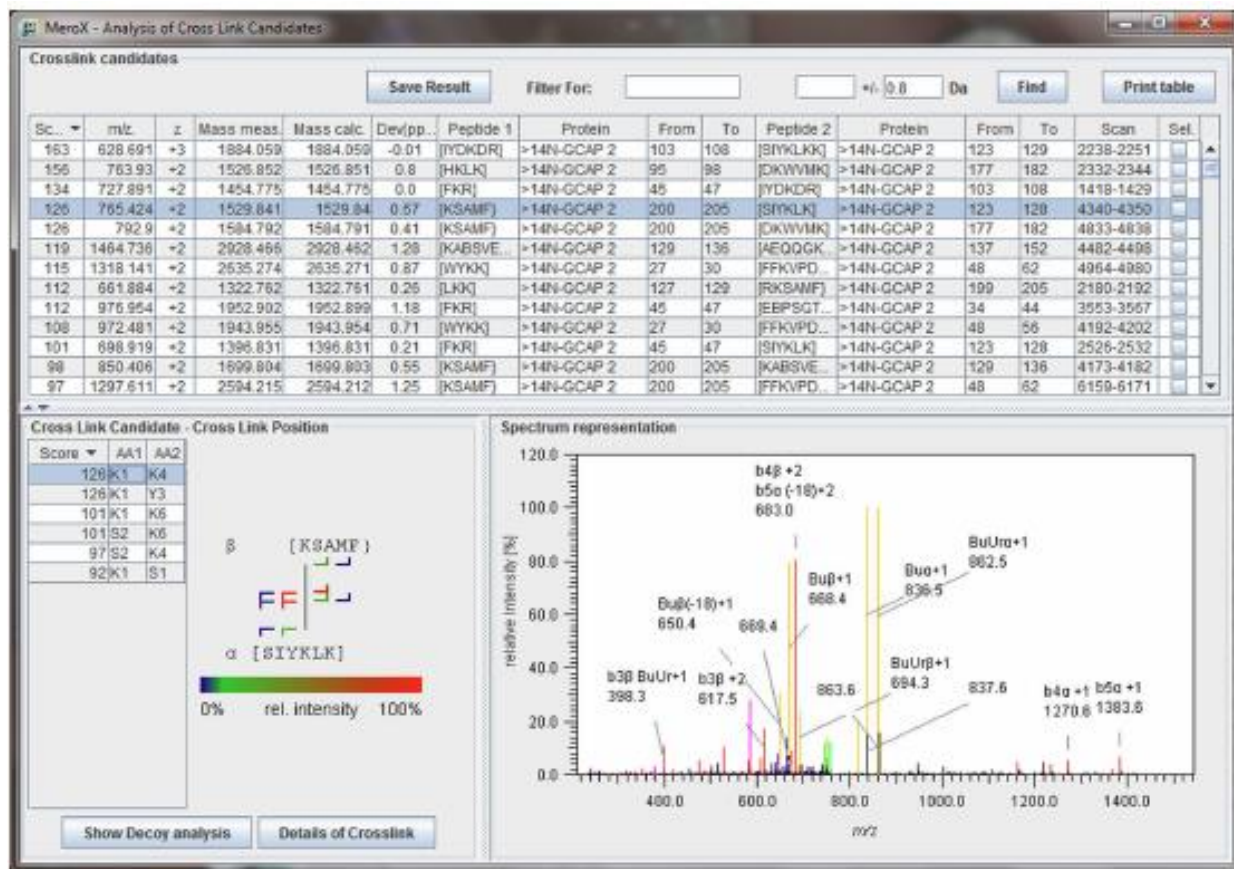 MeroX - Analysis of Cross Link Candidates
Crosslink candidates
Save Result Filter For: +/- 0.8 Da Find Print table
Sc... m/z z Mass meas. Mass calc. Dev(pp... Peptide 1 Protein From To Peptide 2 Protein From To Scan Sel.
163 628.691 +3 1884.059 1884.059 -0.01 [IYDKDR] >14N-GCAP 2 103 108 [SIYKLKK] >14N-GCAP 2 123 129 2238-2251
156 763.93 +2 1526.852 1526.851 0.8 [HKLK] >14N-GCAP 2 95 98 [DKWVMK] >14N-GCAP 2 177 182 2332-2344
134 727.891 +2 1454.775 1454.775 0.0 [FKR] >14N-GCAP 2 45 47 [IYDKDR] >14N-GCAP 2 103 108 1418-1429
126 765.424 +2 1529.841 1529.84 0.57 [KSAMF} >14N-GCAP 2 200 205 [SIYKLK] >14N-GCAP 2 123 128 4340-4350
126 792.9 +2 1584.792 1584.791 0.41 [KSAMF} >14N-GCAP 2 200 205 [DKWVMK] >14N-GCAP 2 177 182 4833-4838
119 1464.736 +2 2928.466 2928.462 1.28 [KABSVE... >14N-GCAP 2 129 136 [AEQQGK... >14N-GCAP 2 137 152 4482-4498
115 1318.141 +2 2635.274 2635.271 0.87 [WYKK] >14N-GCAP 2 27 30 [FFKVPD... >14N-GCAP 2 48 62 4964-4980
112 661.884 +2 1322.762 1322.761 0.26 [LKK] >14N-GCAP 2 127 129 [RKSAMF} >14N-GCAP 2 199 205 2180-2192
112 976.954 +2 1952.902 1952.899 1.18 [FKR] >14N-GCAP 2 45 47 [EBPSGT... >14N-GCAP 2 34 44 3553-3567
108 972.481 +2 1943.955 1943.954 0.71 [WYKK] >14N-GCAP 2 27 30 [FFKVPD... >14N-GCAP 2 48 56 4192-4202
101 698.919 +2 1396.831 1396.831 0.21 [FKR] >14N-GCAP 2 45 47 [SIYKLK] >14N-GCAP 2 123 128 2526-2532
98 850.406 +2 1699.804 1699.803 0.55 [KSAMF} >14N-GCAP 2 200 205 [KABSVE... >14N-GCAP 2 129 136 4173-4182
97 1297.611 +2 2594.215 2594.212 1.25 [KSAMF} >14N-GCAP 2 200 205 [FFKVPD... >14N-GCAP 2 48 62 6159-6171
Cross Link Candidate - Cross Link Position
Score AA1 AA2
126 K1 K4
126 K1 Y3
101 K1 K6
101 S2 K6
97 S2 K4
92 K1 S1
β [KSAMF}
α [SIYKLK]
0% rel. intensity 100%
Show Decoy analysis Details of Crosslink
Spectrum representation
120.0
100.0
80.0
60.0
40.0
20.0
0.0
relative Intensity [%]
b4β +2
b5α (-18)+2
683.0
BuUrα+1
862.5
Buα+1
836.5
Buβ+1
668.4
Buβ(-18)+1
650.4
669.4
BuUrβ+1
694.3
b3β BuUr+1
398.3
b3β +2
617.5
863.6
837.6
b4α +1
1270.6
b5α +1
1383.6
400.0 600.0 800.0 1000.0 1200.0 1400.0
m/z